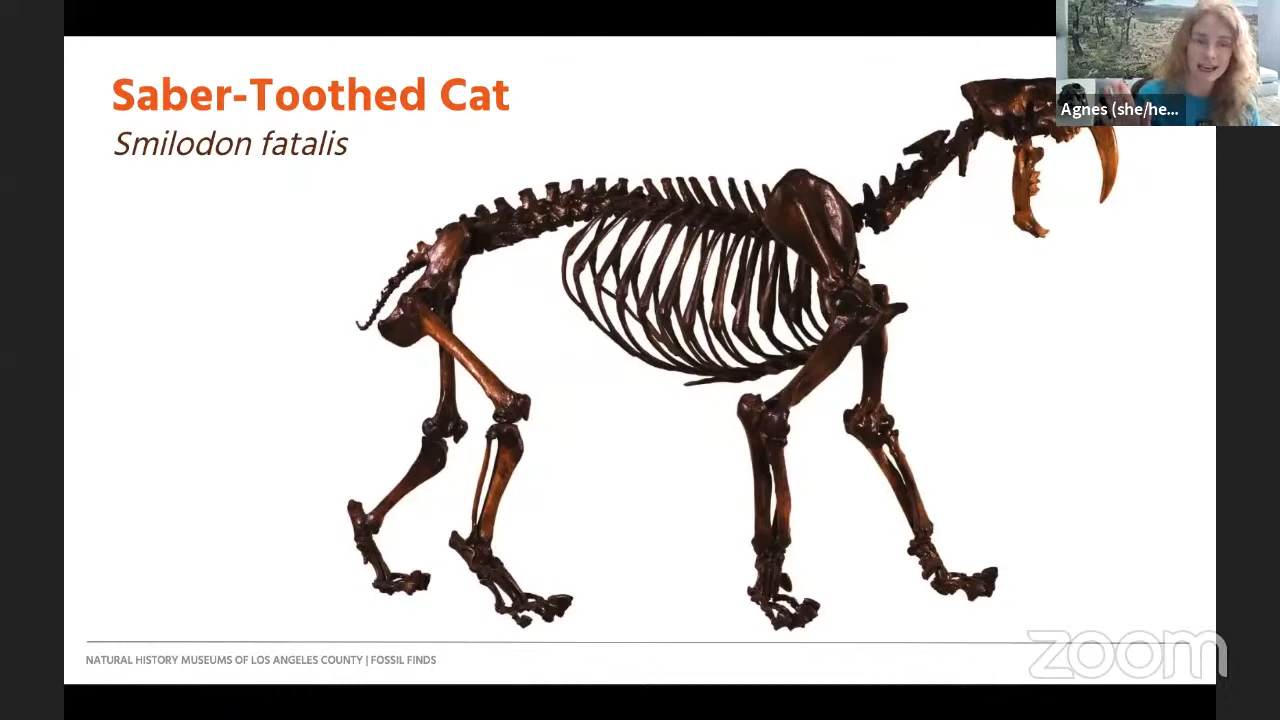 Saber-Toothed Cat
Smilodon fatalis
Agnes (she/he...
NATURAL HISTORY MUSEUMS OF LOS ANGELES COUNTY | FOSSIL FINDS
zoom